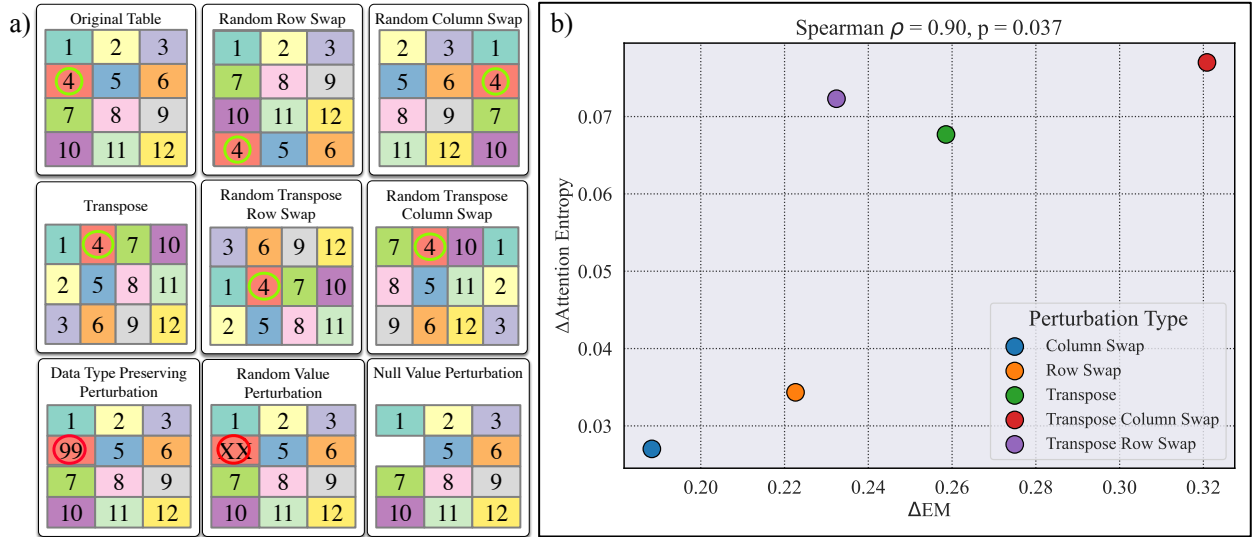 a)
Original Table
1 2 3
4 5 6
7 8 9
10 11 12
Random Row Swap
1 2 3
7 8 9
10 11 12
4 5 6
Random Column Swap
2 3 1
5 6 4
8 9 7
11 12 10
Transpose
1 4 7 10
2 5 8 11
3 6 9 12
Random Transpose
Row Swap
3 6 9 12
1 4 7 10
2 5 8 11
Random Transpose
Column Swap
7 4 10 1
8 5 11 2
9 6 12 3
Data Type Preserving
Perturbation
1 2 3
99 5 6
7 8 9
10 11 12
Random Value
Perturbation
1 2 3
XX 5 6
7 8 9
10 11 12
Null Value Perturbation
1 2 3
5 6
7 8 9
10 11 12
b)
Spearman ρ = 0.90, p = 0.037
ΔAttention Entropy
0.07
0.06
0.05
0.04
0.03
Perturbation Type
Column Swap
Row Swap
Transpose
Transpose Column Swap
Transpose Row Swap
0.20 0.22 0.24 0.26 0.28 0.30 0.32
ΔEM